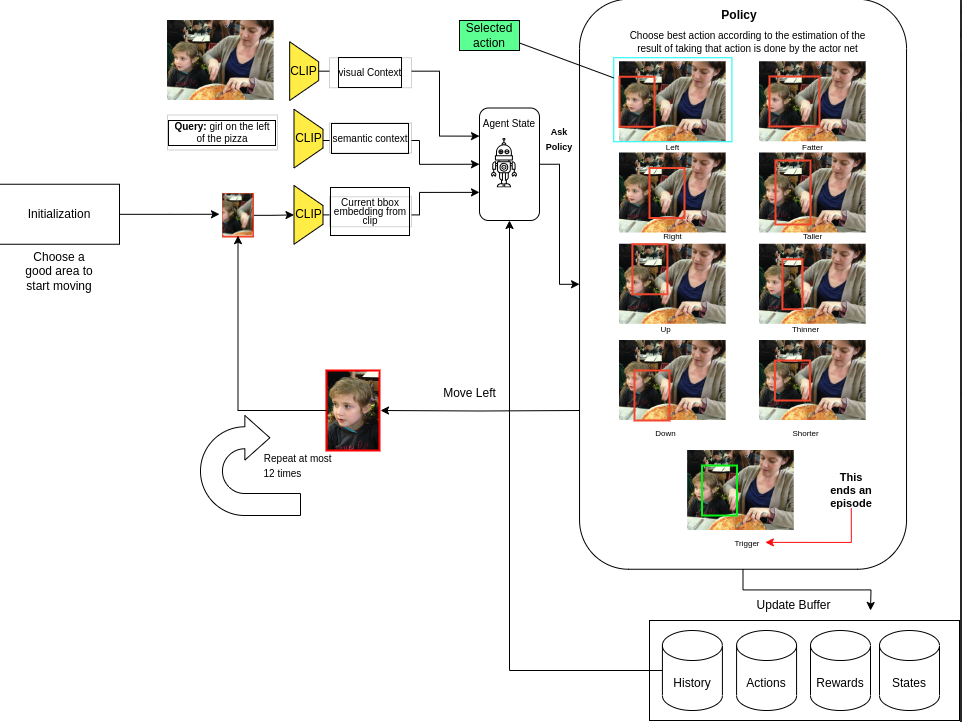 Policy
Choose best action according to the estimation of the
result of taking that action is done by the actor net
Selected
action
CLIP
visual Context
Query: girl on the left
of the pizza
CLIP
semantic context
Agent State
Ask
Policy
Initialization
CLIP
Current bbox
embedding from
clip
Choose a
good area to
start moving
Left
Fatter
Right
Taller
Up
Thinner
Down
Shorter
Move Left
Repeat at most
12 times
This
ends an
episode
Trigger
Update Buffer
History
Actions
Rewards
States